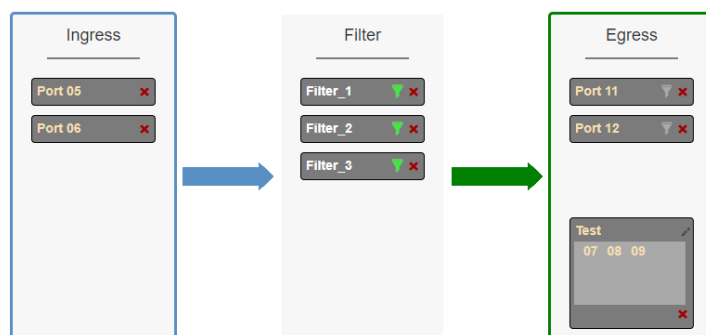 Ingress
Port 05
Port 06
Filter
Filter_1
Filter_2
Filter_3
Egress
Port 11
Port 12
Test
07 08 09